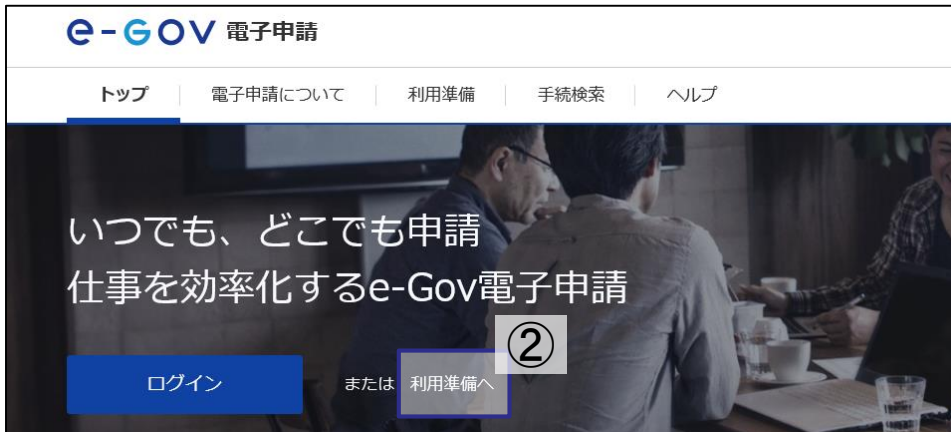 e-GOV 電子申請
トップ 電子申請について 利用準備 手続検索 ヘルプ
いつでも、どこでも申請
仕事を効率化するe-Gov電子申請
②
ログイン または 利用準備へ